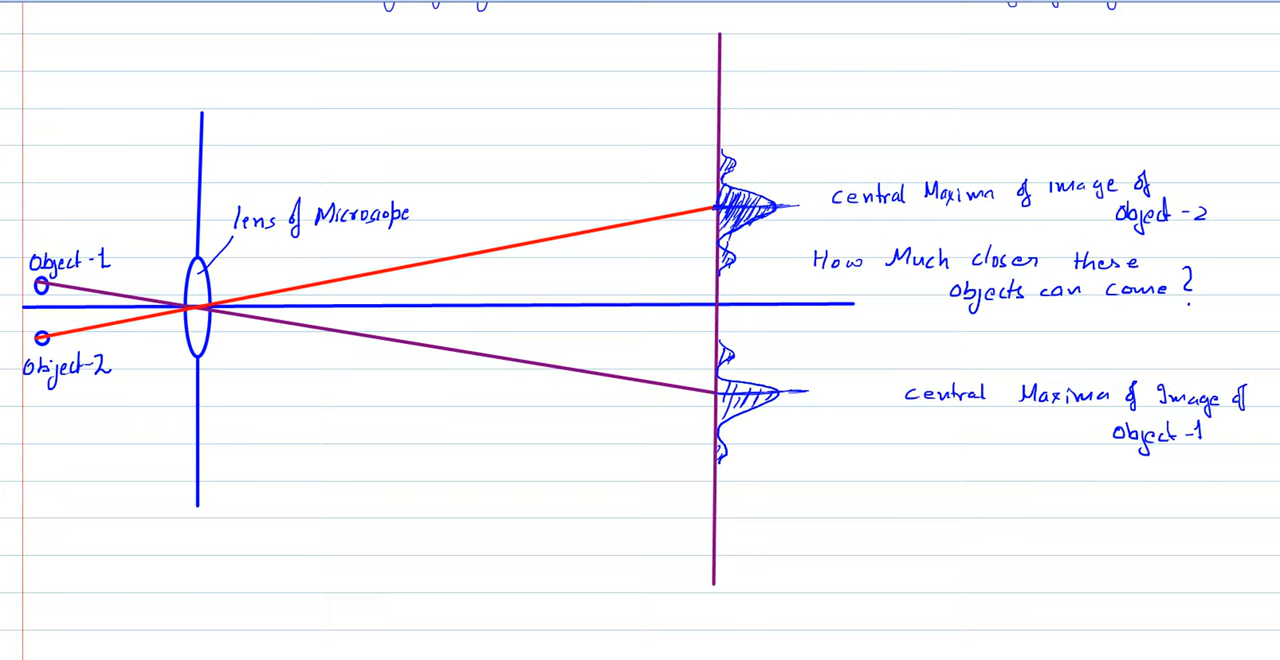 Central Maxima of Image of
Object-2
lens of Microsope
Object-1
How Much closer these
objects can come?
Object-2
Central Maxima of Image of
Object-1